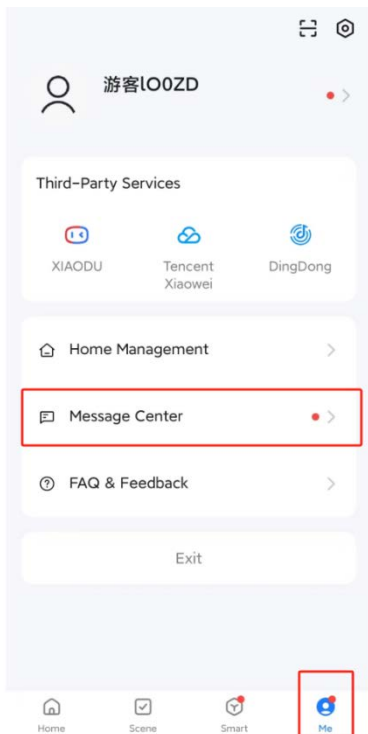 游客lO0ZD
Third-Party Services
XIAODU
Tencent
Xiaowei
DingDong
Home Management
Message Center
FAQ & Feedback
Exit
Home
Scene
Smart
Me